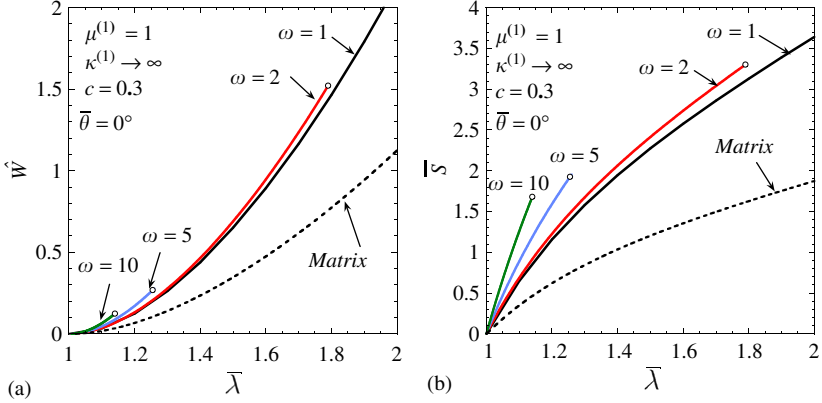 2
1.5
1
0.5
0
Ŵ
μ⁽¹⁾ = 1
κ⁽¹⁾ → ∞
c = 0.3
θ̅ = 0°
ω = 1
ω = 2
ω = 5
ω = 10
Matrix
1 1.2 1.4 1.6 1.8 2
(a)
λ̅
4
3.5
3
2.5
2
1.5
1
0.5
0
S̅
μ⁽¹⁾ = 1
κ⁽¹⁾ → ∞
c = 0.3
θ̅ = 0°
ω = 1
ω = 2
ω = 5
ω = 10
Matrix
1 1.2 1.4 1.6 1.8 2
(b)
λ̅